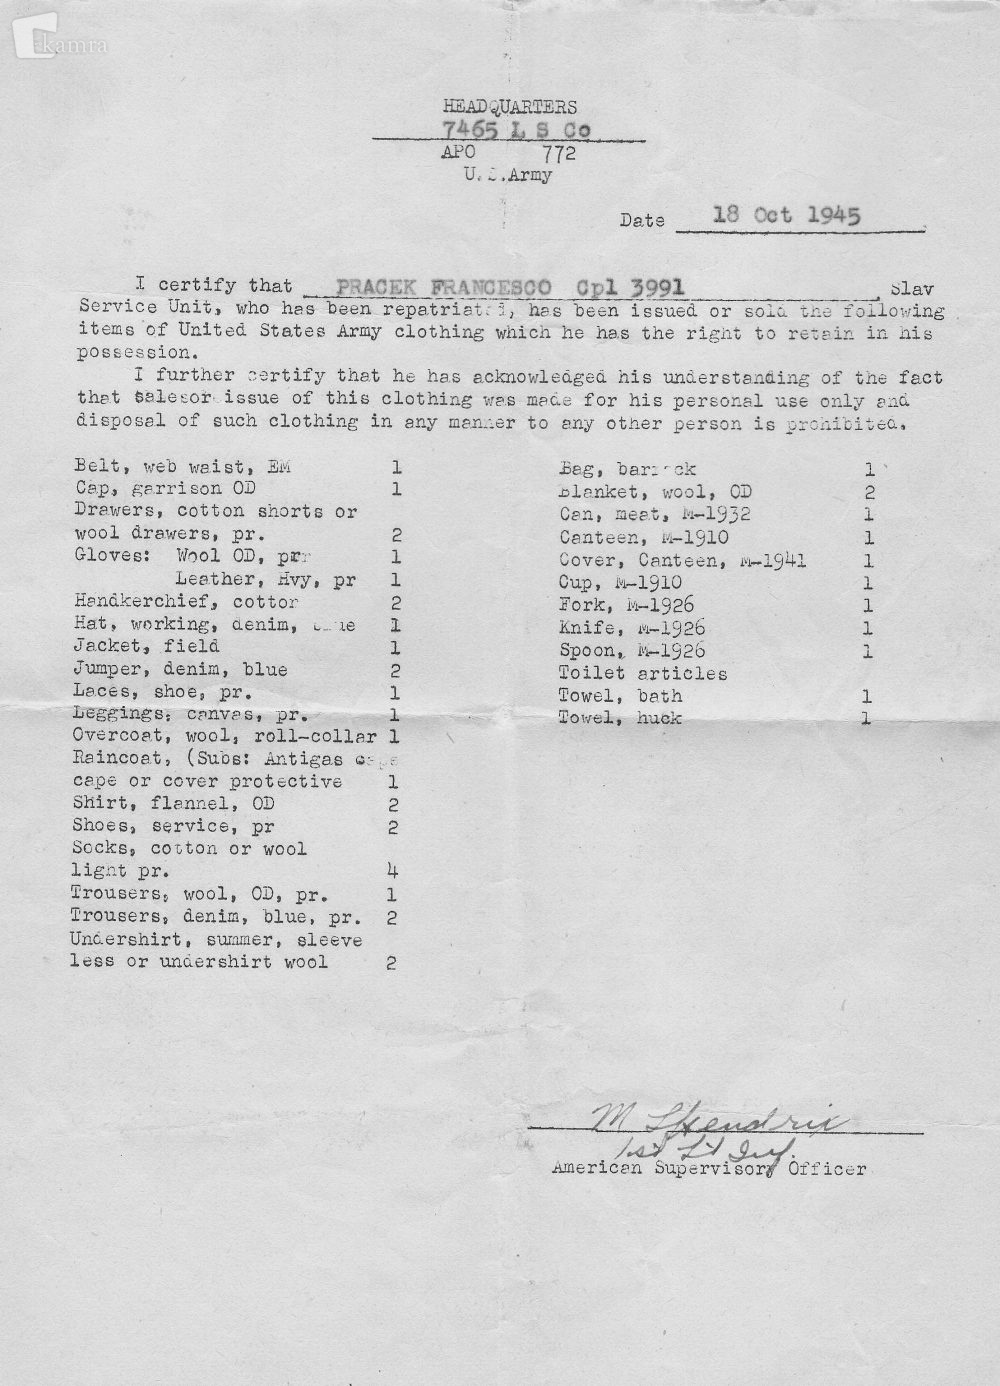 kamra
HEADQUARTERS
7465 L S Co
APO 772
U.S.Army
Date 18 Oct 1945
I certify that PRACEK FRANCESCO Cpl 3991, Slav
Service Unit, who has been repatriated, has been issued or sold the following
items of United States Army clothing which he has the right to retain in his
possession.
I further certify that he has acknowledged his understanding of the fact
that salesor issue of this clothing was made for his personal use only and
disposal of such clothing in any manner to any other person is prohibited.
Belt, web waist, EM 1
Cap, garrison OD 1
Drawers, cotton shorts or
wool drawers, pr. 2
Gloves: Wool OD, pr 1
Leather, Hvy, pr 1
Handkerchief, cotton 2
Hat, working, denim, blue 1
Jacket, field 1
Jumper, denim, blue 2
Laces, shoe, pr. 1
Leggings, canvas, pr. 1
Overcoat, wool, roll-collar 1
Raincoat, (Subs: Antigas cape
cape or cover protective 1
Shirt, flannel, OD 2
Shoes, service, pr 2
Socks, cotton or wool
light pr. 4
Trousers, wool, OD, pr. 1
Trousers, denim, blue, pr. 2
Undershirt, summer, sleeve
less or undershirt wool 2
Bag, barrack 1
Blanket, wool, OD 2
Can, meat, M-1932 1
Canteen, M-1910 1
Cover, Canteen, M-1941 1
Cup, M-1910 1
Fork, M-1926 1
Knife, M-1926 1
Spoon, M-1926 1
Toilet articles
Towel, bath 1
Towel, huck 1
M L Hendrix
1st Lt Inf.
American Supervisory Officer